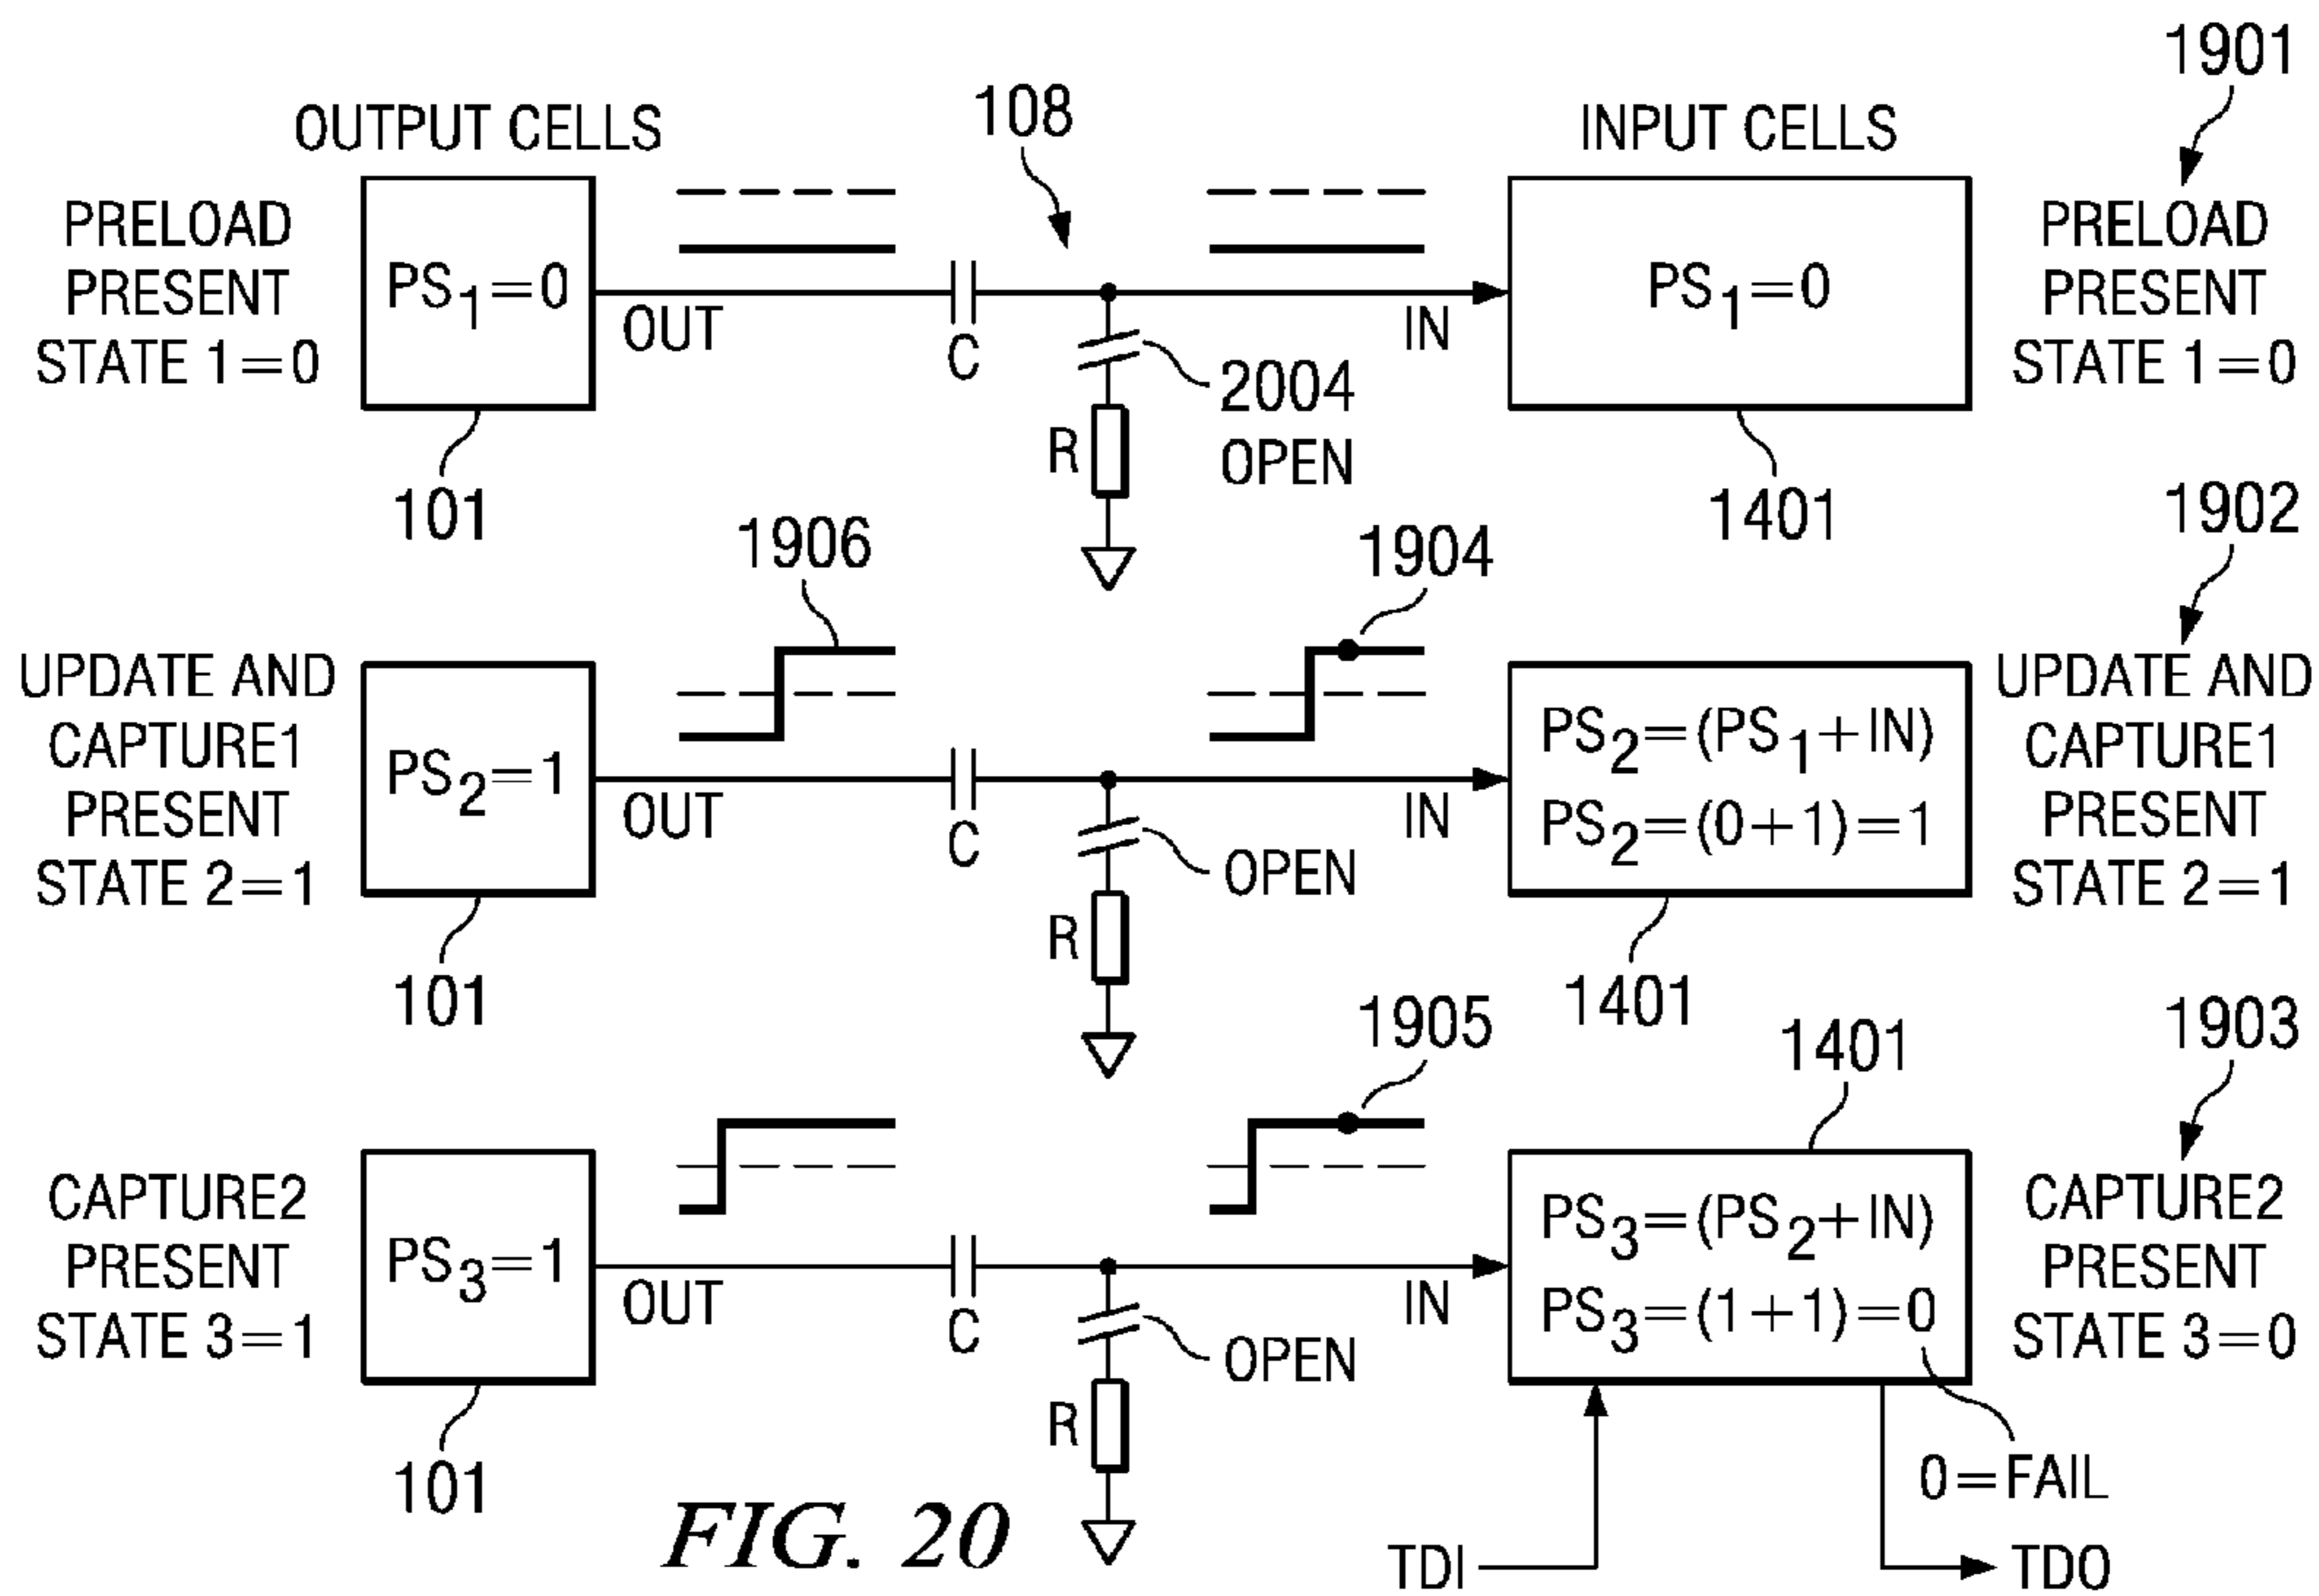 1901
OUTPUT CELLS
108
INPUT CELLS
PRELOAD
PRESENT
STATE 1=0
PS1=0
OUT
C
2004
OPEN
R
IN
PS1=0
PRELOAD
PRESENT
STATE 1=0
101
1401
1902
1906
1904
UPDATE AND
CAPTURE1
PRESENT
STATE 2=1
PS2=1
OUT
C
OPEN
R
IN
PS2=(PS1+IN)
PS2=(0+1)=1
UPDATE AND
CAPTURE1
PRESENT
STATE 2=1
101
1401
1903
1905
1401
CAPTURE2
PRESENT
STATE 3=1
PS3=1
OUT
C
OPEN
R
IN
PS3=(PS2+IN)
PS3=(1+1)=0
CAPTURE2
PRESENT
STATE 3=0
101
0=FAIL
TDI
TDO
FIG. 20